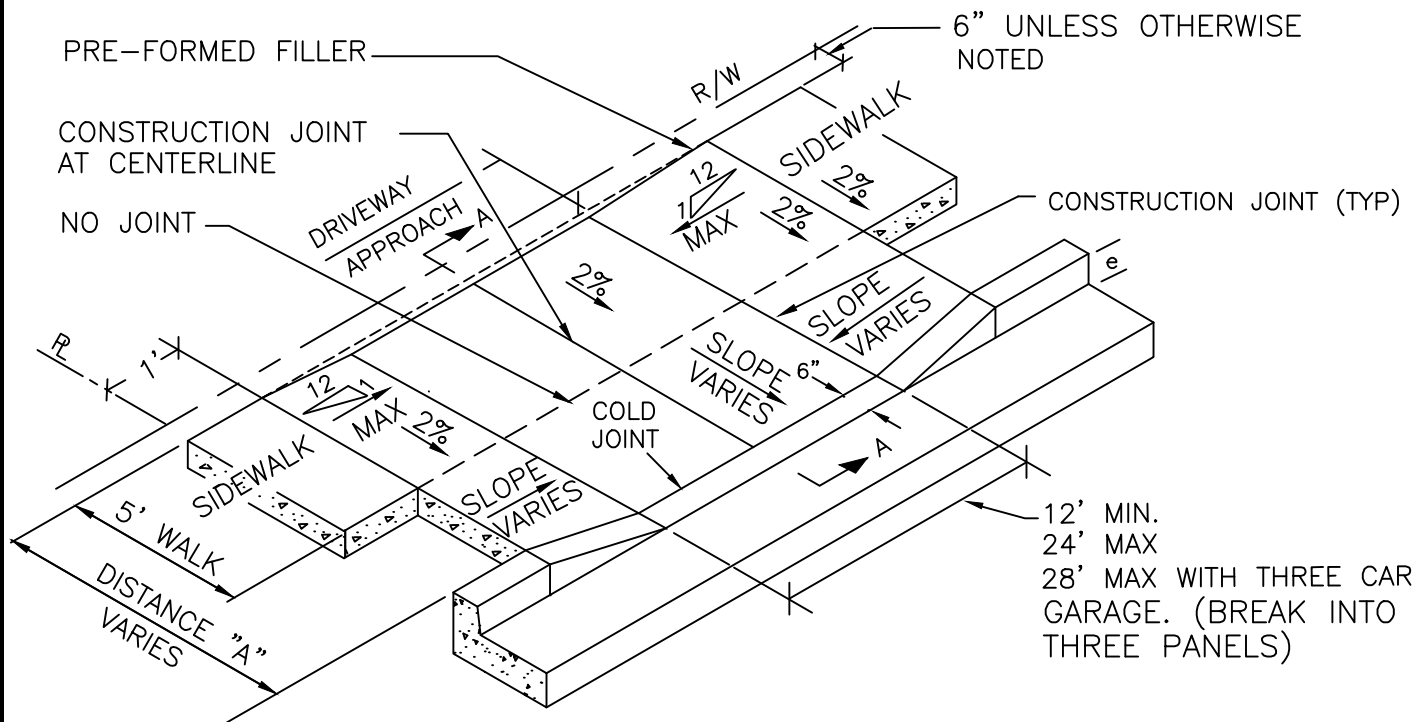 PRE-FORMED FILLER
6" UNLESS OTHERWISE
NOTED
R/W
CONSTRUCTION JOINT
AT CENTERLINE
SIDEWALK
2%
12
1
MAX
2%
NO JOINT
DRIVEWAY
APPROACH
A
CONSTRUCTION JOINT (TYP)
2%
e
SLOPE
VARIES
PL
1'
SLOPE
VARIES
6"
12
1
MAX
2%
COLD
JOINT
A
SIDEWALK
SLOPE
VARIES
5' WALK
12' MIN.
24' MAX
28' MAX WITH THREE CAR
GARAGE. (BREAK INTO
THREE PANELS)
DISTANCE "A"
VARIES